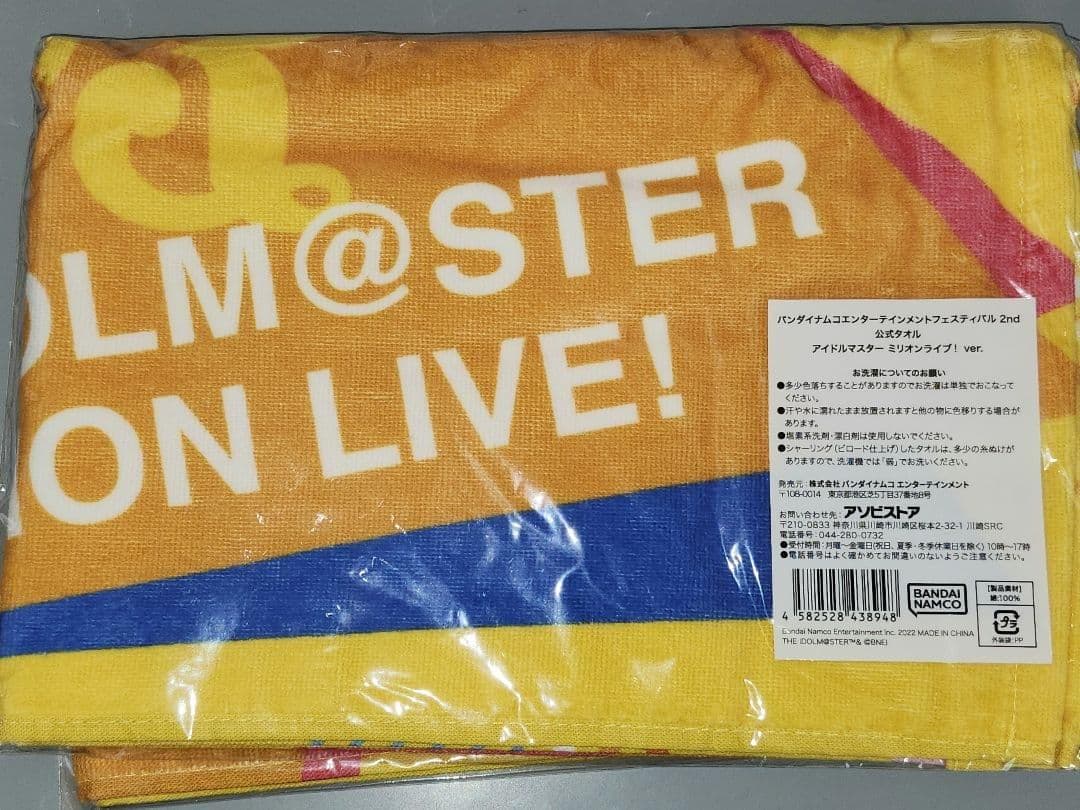 OLM@STER
ION LIVE!
バンダイナムコエンターテインメントフェスティバル 2nd
公式タオル
アイドルマスター ミリオンライブ! ver.
お洗濯についてのお願い
●多少色落ちすることがありますのでお洗濯は単独でおこなって
ください。
●汗や水に濡れたまま放置されますと他の物に色移りする場合が
あります。
●塩素系洗剤・漂白剤は使用しないでください。
●シャーリング(ビロード仕上げ)したタオルは、多少の糸ぬけが
ありますので、洗濯機では「弱」でお洗いください。
発売元:株式会社 バンダイナムコ エンターテインメント
〒108-0014 東京都港区芝5丁目37番地8号
お問い合わせ先:アソビストア
〒210-0833 神奈川県川崎市川崎区桜本2-32-1 川崎SRC
電話番号:044-280-0732
●受付時間:月曜~金曜日(祝日、夏季・冬季休業日を除く) 10時~17時
●電話番号はよく確かめてお間違いのないようご注意ください。
4 582528 438948
BANDAI
NAMCO
【製品素材】
綿:100%
プラ
外装袋:PP
Bandai Namco Entertainment Inc. 2022 MADE IN CHINA
THE IDOLM@STER™& ©BNEI